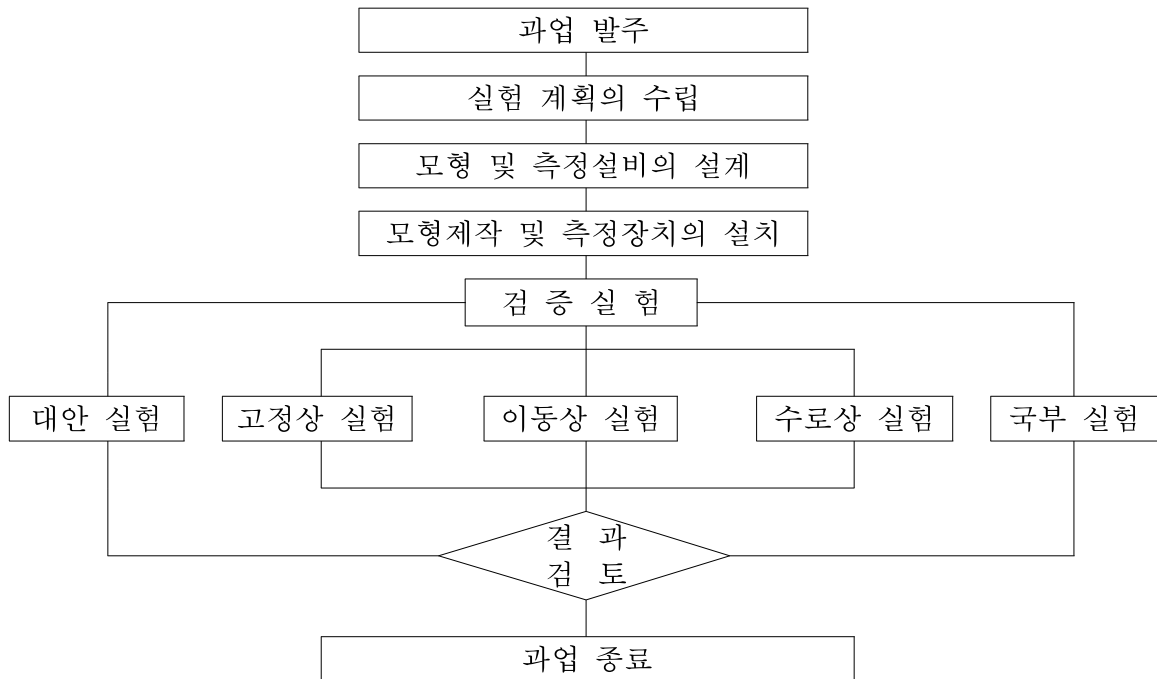 과업 발주
실험 계획의 수립
모형 및 측정설비의 설계
모형제작 및 측정장치의 설치
검 증 실 험
대안 실험
고정상 실험
이동상 실험
수로상 실험
국부 실험
결 과
검 토
과업 종료